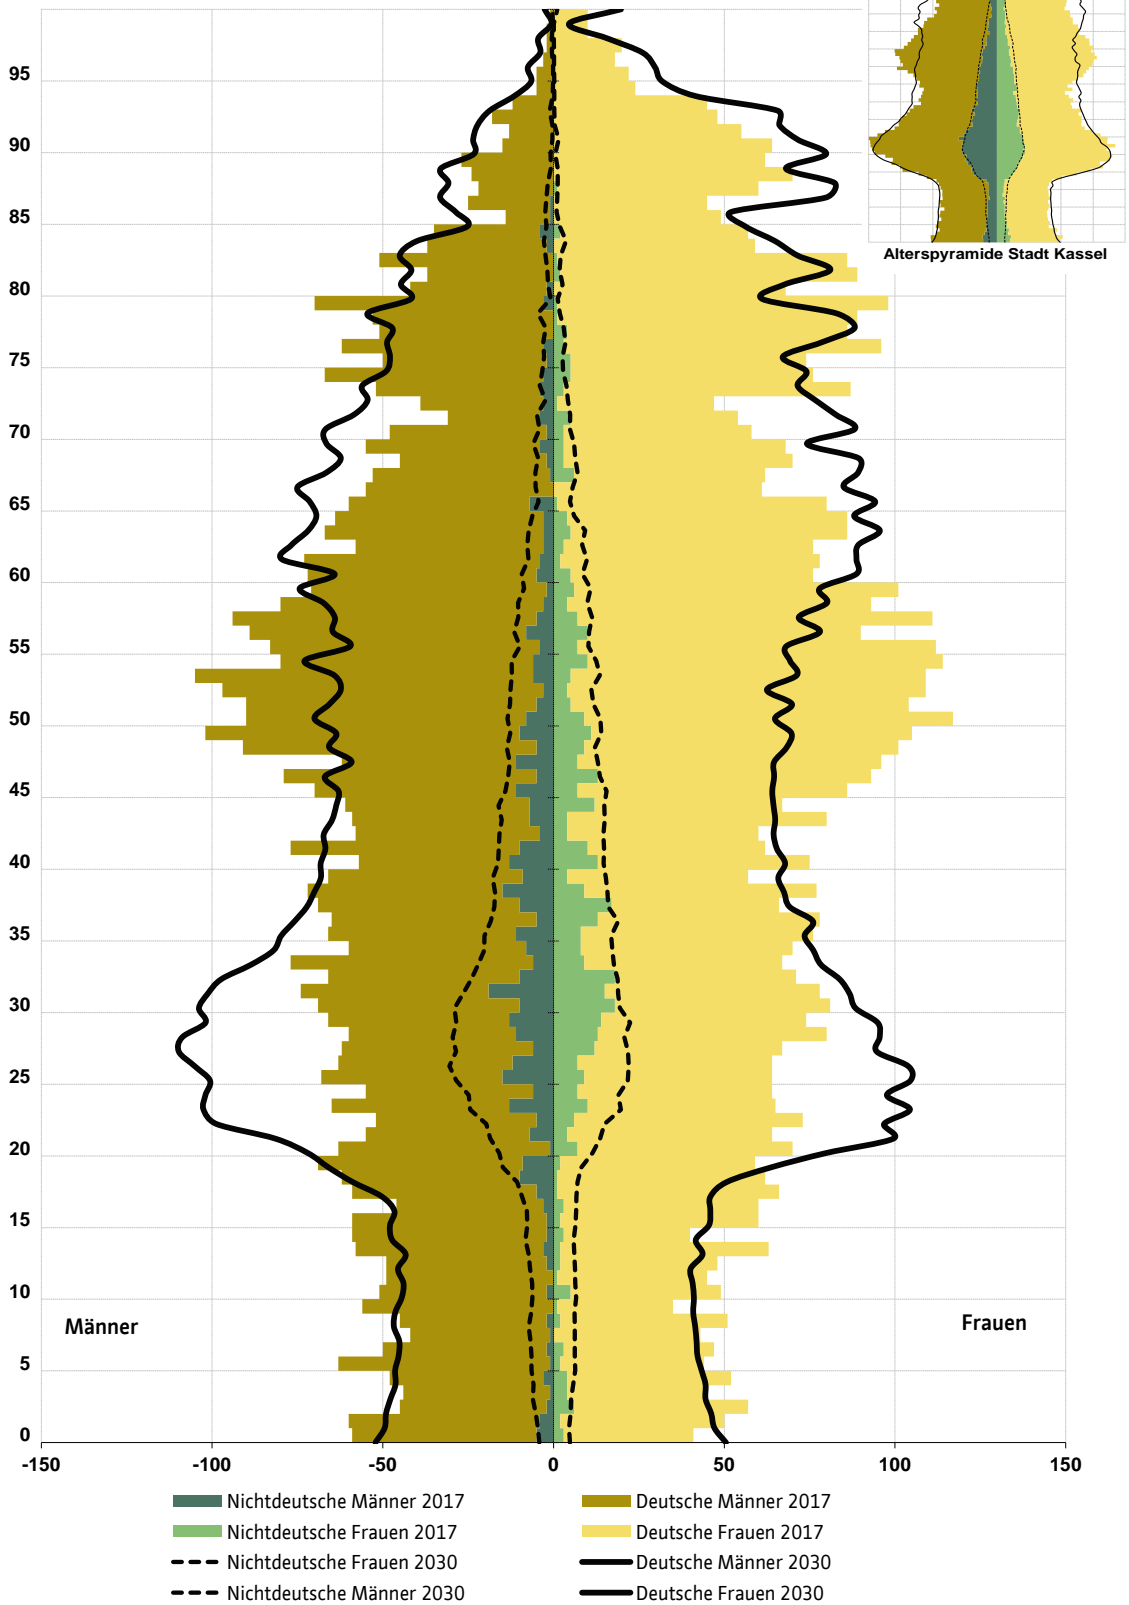 Alterspyramide Stadt Kassel
95
90
85
80
75
70
65
60
55
50
45
40
35
30
25
20
15
10
Männer
Frauen
5
0
-150 -100 -50 0 50 100 150
Nichtdeutsche Männer 2017 Deutsche Männer 2017
Nichtdeutsche Frauen 2017 Deutsche Frauen 2017
Nichtdeutsche Frauen 2030 Deutsche Männer 2030
Nichtdeutsche Männer 2030 Deutsche Frauen 2030